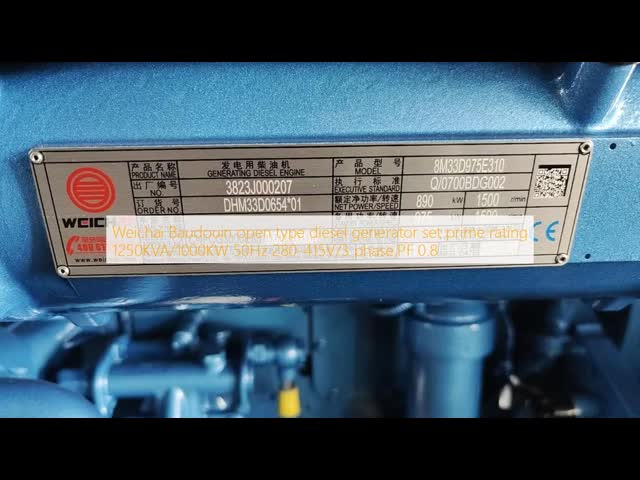 产品名称 PRODUCT NAME 发电用柴油机 GENERATING DIESEL ENGINE 产品型号 MODEL 8M33D975E310
出厂编号 3823J000207 执行标准 EXECUTIVE STANDARD Q/0700BDG002
订货号 ORDER NO DHM33D0654*01 额定净功率/转速 NET POWER/SPEED 890 kW 1500 r/min
WEICH
Weichai Baudouin open type diesel generator set prime rating
1250KVA/1000KW 50Hz 280-415V/3 phase,PF 0.8
CE